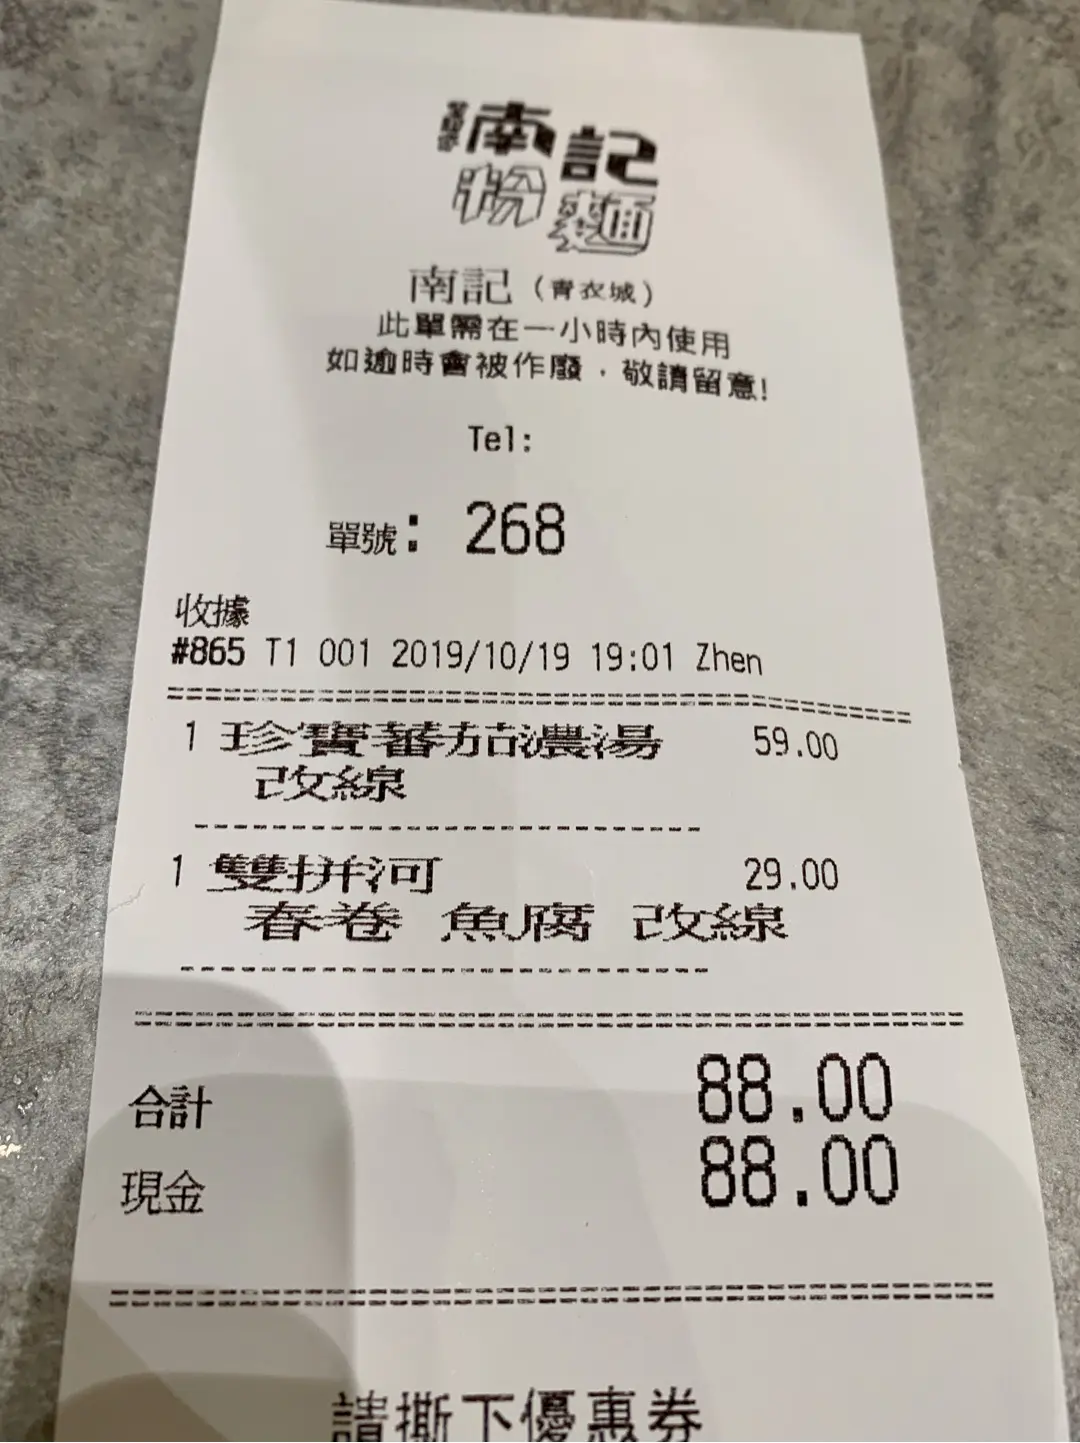 南記
粉麵
南記（青衣城）
此單需在一小時內使用
如逾時會被作廢，敬請留意!
Tel:
單號: 268
收據
#865 T1 001 2019/10/19 19:01 Zhen
1 珍寶蕃茄濃湯 59.00
改線
1 雙拼河 29.00
春卷 魚腐 改線
合計 88.00
現金 88.00
請撕下優惠券